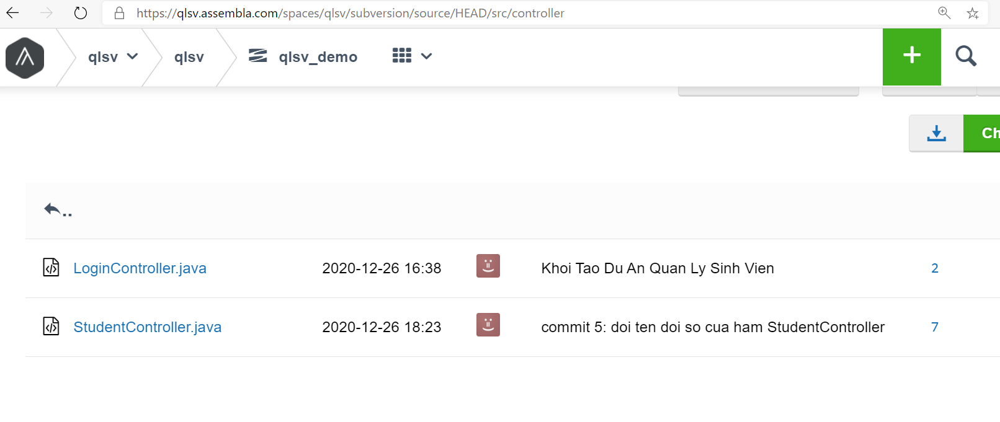 https://qlsv.assembla.com/spaces/qlsv/subversion/source/HEAD/src/controller
qlsv qlsv qlsv_demo
Ch
..
LoginController.java 2020-12-26 16:38 Khoi Tao Du An Quan Ly Sinh Vien 2
StudentController.java 2020-12-26 18:23 commit 5: doi ten doi so cua ham StudentController 7